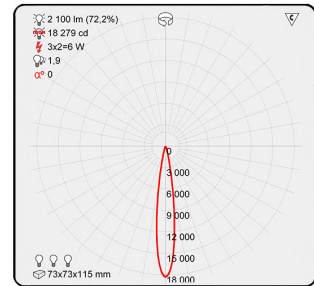 2 100 lm (72,2%)
C
max 18 279 cd
3x2=6 W
1,9
α° 0
0
3 000
6 000
9 000
12 000
15 000
18 000
73x73x115 mm